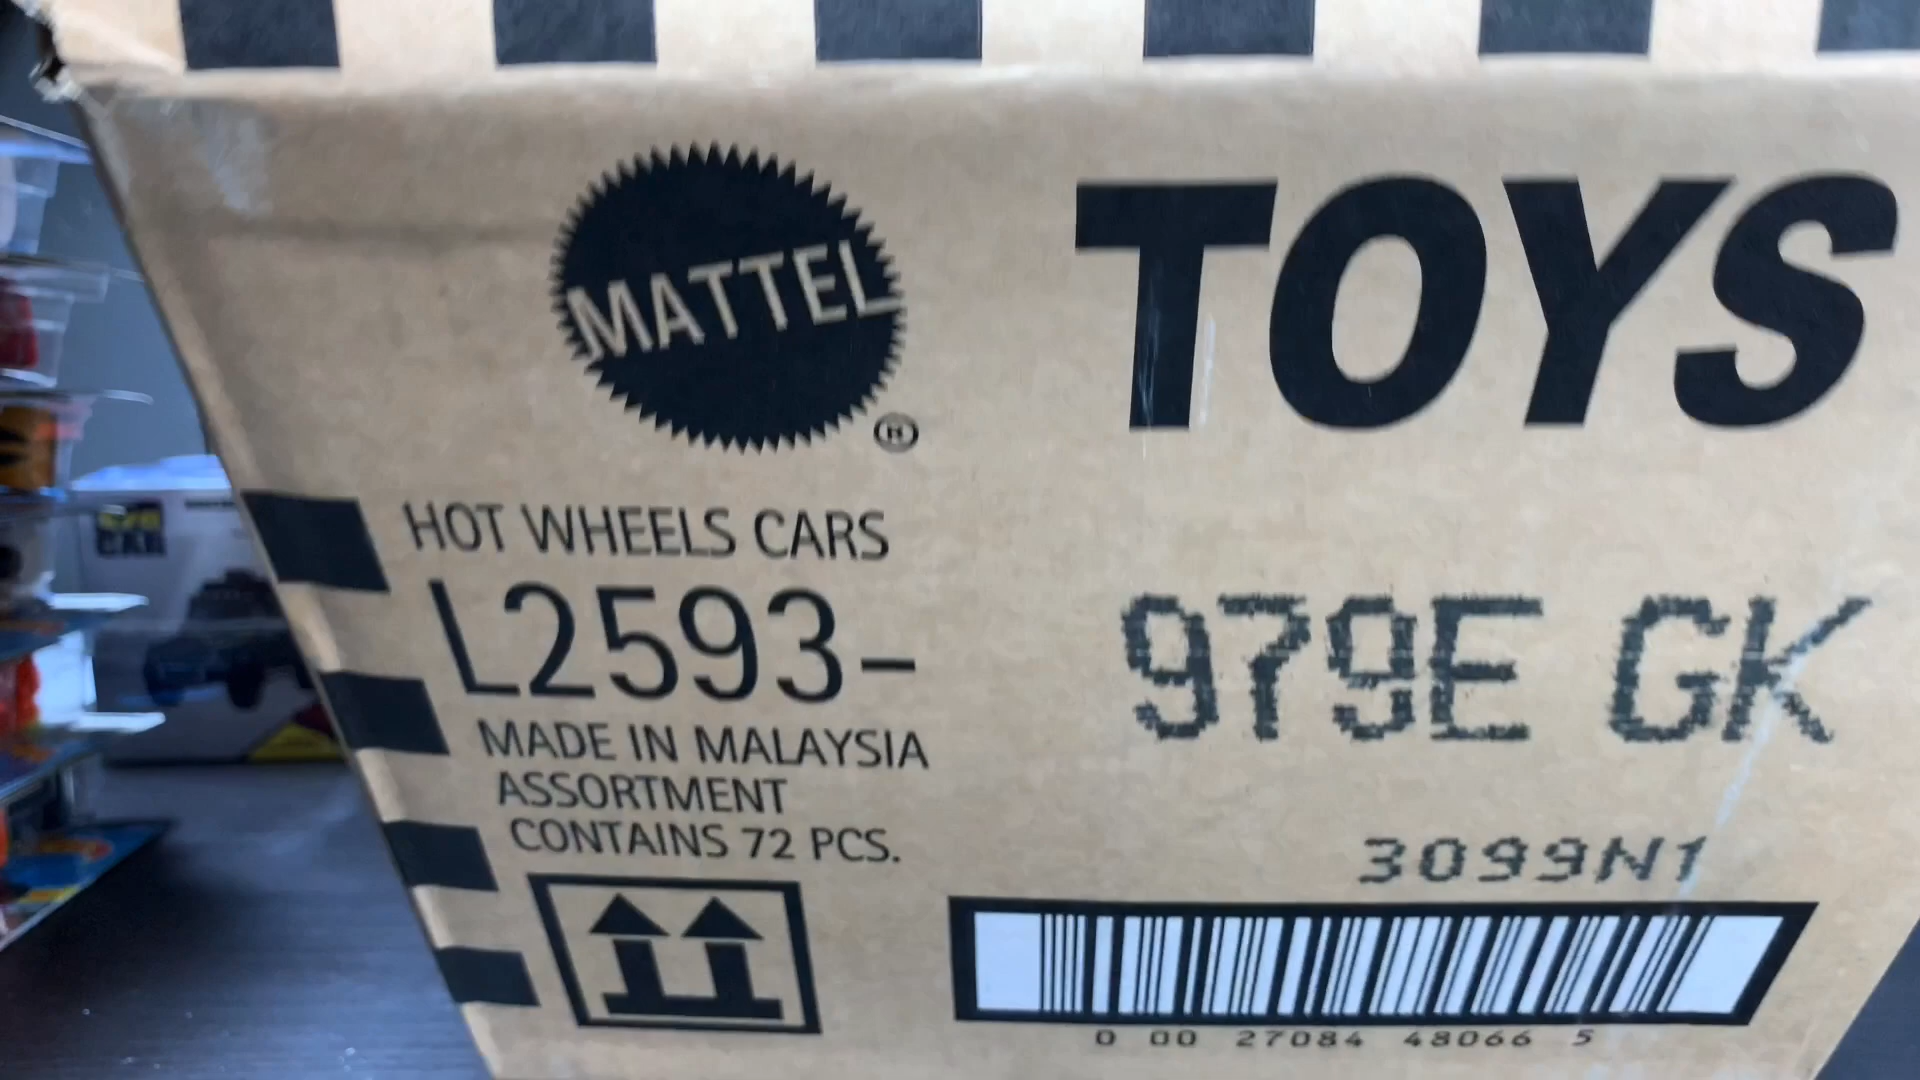 MATTEL
®
TOYS
HOT WHEELS CARS
L2593-
MADE IN MALAYSIA
ASSORTMENT
CONTAINS 72 PCS.
979E GK
3099N1
0 00 27084 48066 5